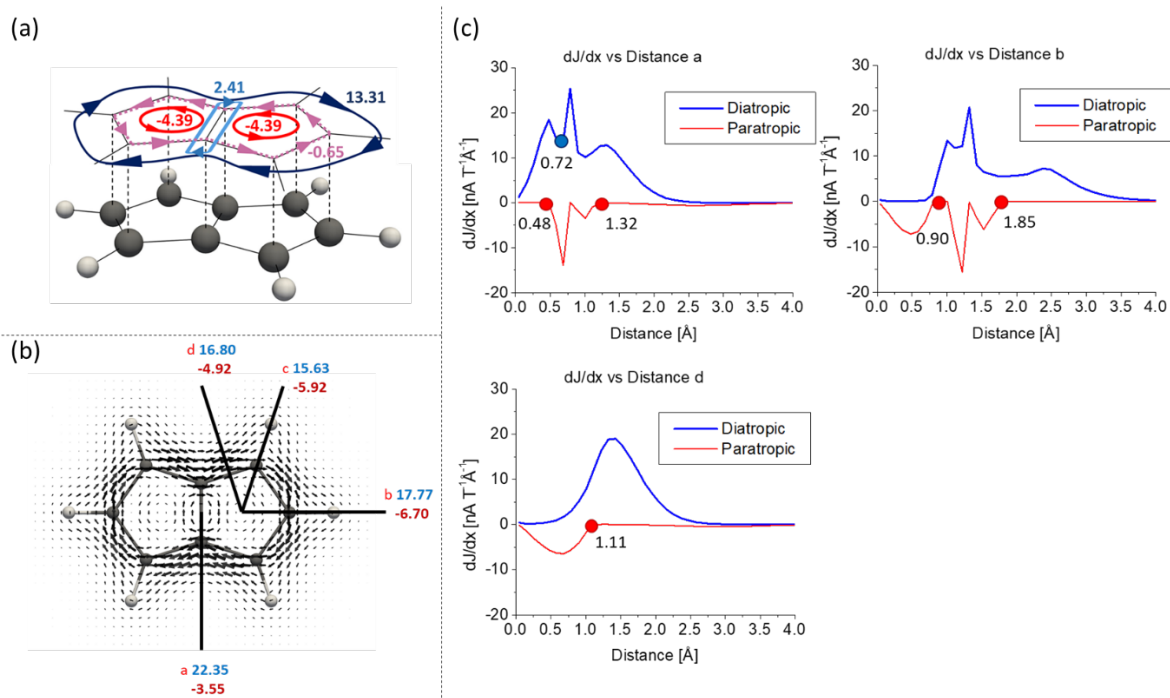 (a)
2.41
13.31
-4.39
-4.39
-0.65
(b)
d 16.80
-4.92
c 15.63
-5.92
b 17.77
-6.70
a 22.35
-3.55
(c)
dJ/dx vs Distance a
dJ/dx [nA T⁻¹Å⁻¹]
30
20
10
0
-10
-20
Diatropic
Paratropic
0.72
0.48
1.32
0.0 0.5 1.0 1.5 2.0 2.5 3.0 3.5 4.0
Distance [Å]
dJ/dx vs Distance b
dJ/dx [nA T⁻¹Å⁻¹]
30
20
10
0
-10
-20
Diatropic
Paratropic
0.90
1.85
0.0 0.5 1.0 1.5 2.0 2.5 3.0 3.5 4.0
Distance [Å]
dJ/dx vs Distance d
dJ/dx [nA T⁻¹Å⁻¹]
30
20
10
0
-10
-20
Diatropic
Paratropic
1.11
0.0 0.5 1.0 1.5 2.0 2.5 3.0 3.5 4.0
Distance [Å]